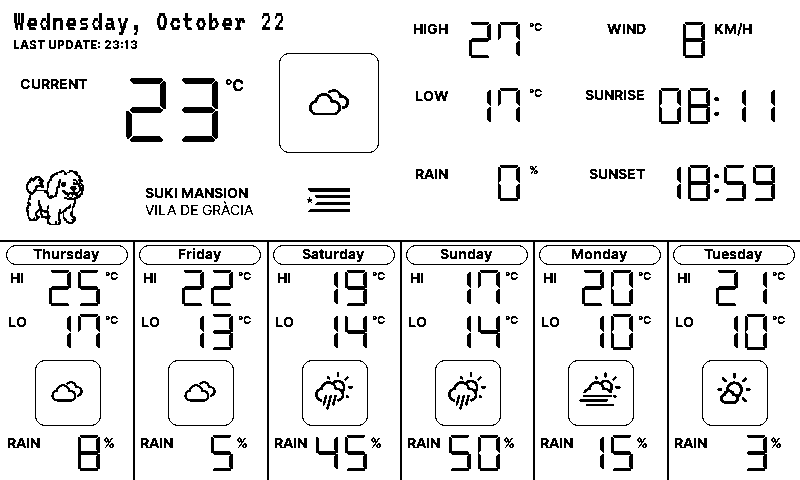 Wednesday, October 22
LAST UPDATE: 23:13
CURRENT 23 °C
HIGH 27 °C
WIND 8 KM/H
LOW 17 °C
SUNRISE 08:11
RAIN 0 %
SUNSET 18:59
SUKI MANSION
VILA DE GRÀCIA
Thursday
HI 25 °C
LO 17 °C
RAIN 8 %
Friday
HI 22 °C
LO 13 °C
RAIN 5 %
Saturday
HI 19 °C
LO 14 °C
RAIN 45 %
Sunday
HI 17 °C
LO 14 °C
RAIN 50 %
Monday
HI 20 °C
LO 10 °C
RAIN 15 %
Tuesday
HI 21 °C
LO 10 °C
RAIN 3 %